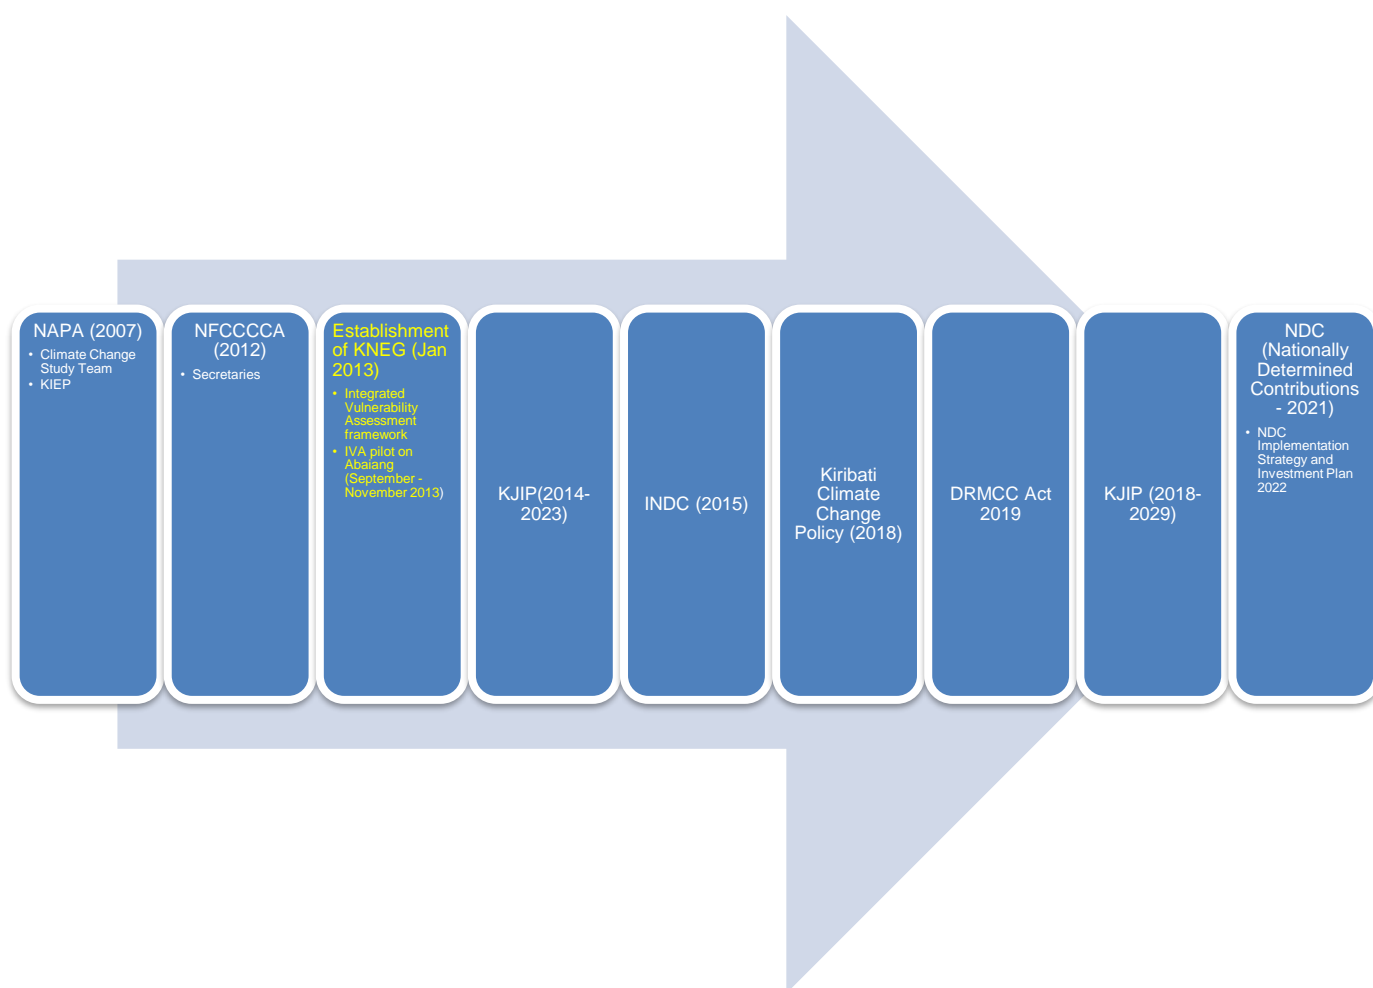 NAPA (2007)
• Climate Change
Study Team
• KIEP
NFCCCCA
(2012)
• Secretaries
Establishment
of KNEG (Jan
2013)
• Integrated
Vulnerability
Assessment
framework
• IVA pilot on
Abaiang
(September -
November 2013)
KJIP(2014-
2023)
INDC (2015)
Kiribati
Climate
Change
Policy (2018)
DRMCC Act
2019
KJIP (2018-
2029)
NDC
(Nationally
Determined
Contributions
- 2021)
• NDC
Implementation
Strategy and
Investment Plan
2022